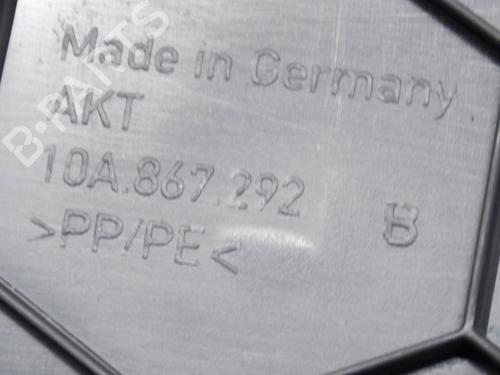 Made in Germany
AKT
10A.867.292 B
>PP/PE<
B-PARTS